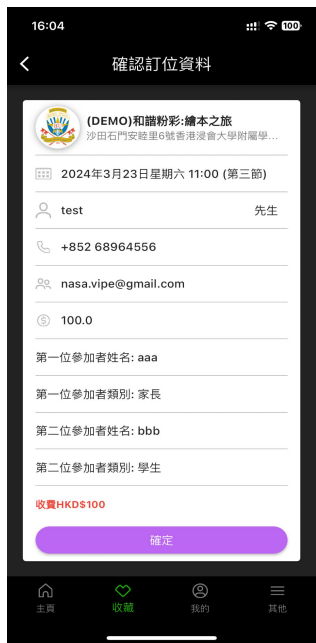 16:04
100
確認訂位資料
(DEMO)和諧粉彩:繪本之旅
沙田石門安睦里6號香港浸會大學附屬學...
2024年3月23日星期六 11:00 (第三節)
test 先生
+852 68964556
nasa.vipe@gmail.com
100.0
第一位參加者姓名: aaa
第一位參加者類別: 家長
第二位參加者姓名: bbb
第二位參加者類別: 學生
收費HKD$100
確定
主頁 收藏 我的 其他